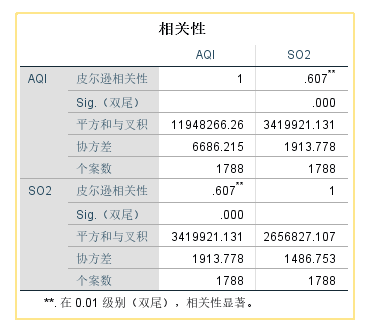 相关性
AQI SO2
AQI 皮尔逊相关性 1 .607**
Sig.（双尾） .000
平方和与叉积 11948266.26 3419921.131
协方差 6686.215 1913.778
个案数 1788 1788
SO2 皮尔逊相关性 .607** 1
Sig.（双尾） .000
平方和与叉积 3419921.131 2656827.107
协方差 1913.778 1486.753
个案数 1788 1788
**. 在 0.01 级别（双尾），相关性显著。